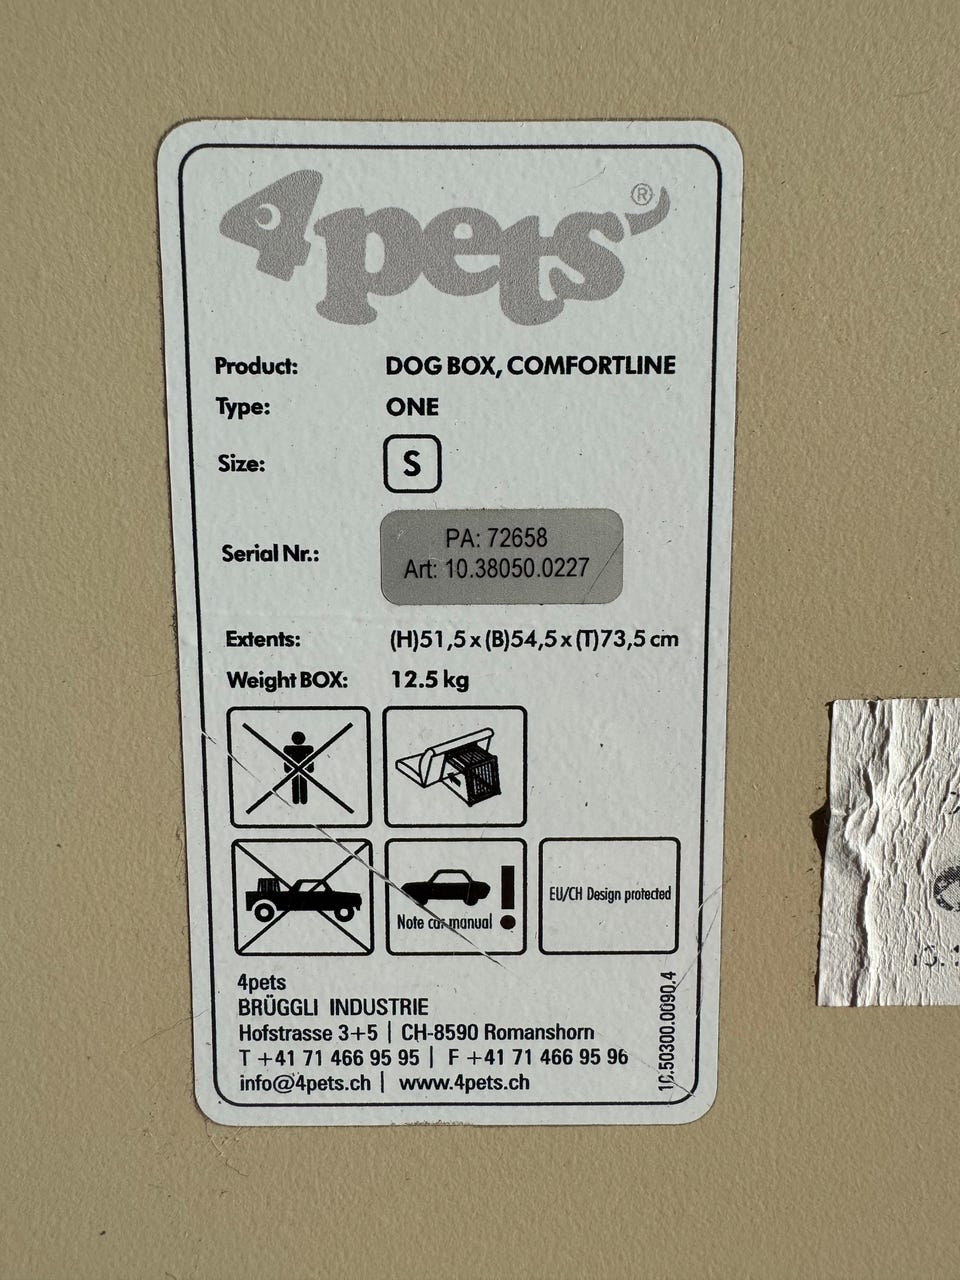 4pets®
Product: DOG BOX, COMFORTLINE
Type: ONE
Size: S
Serial Nr.: PA: 72658
Art: 10.38050.0227
Extents: (H)51,5 x (B)54,5 x (T)73,5 cm
Weight BOX: 12.5 kg
Note car manual !
EU/CH Design protected
4pets
BRÜGGLI INDUSTRIE
Hofstrasse 3+5 | CH-8590 Romanshorn
T +41 71 466 95 95 | F +41 71 466 95 96
info@4pets.ch | www.4pets.ch
10.50300.0090.4